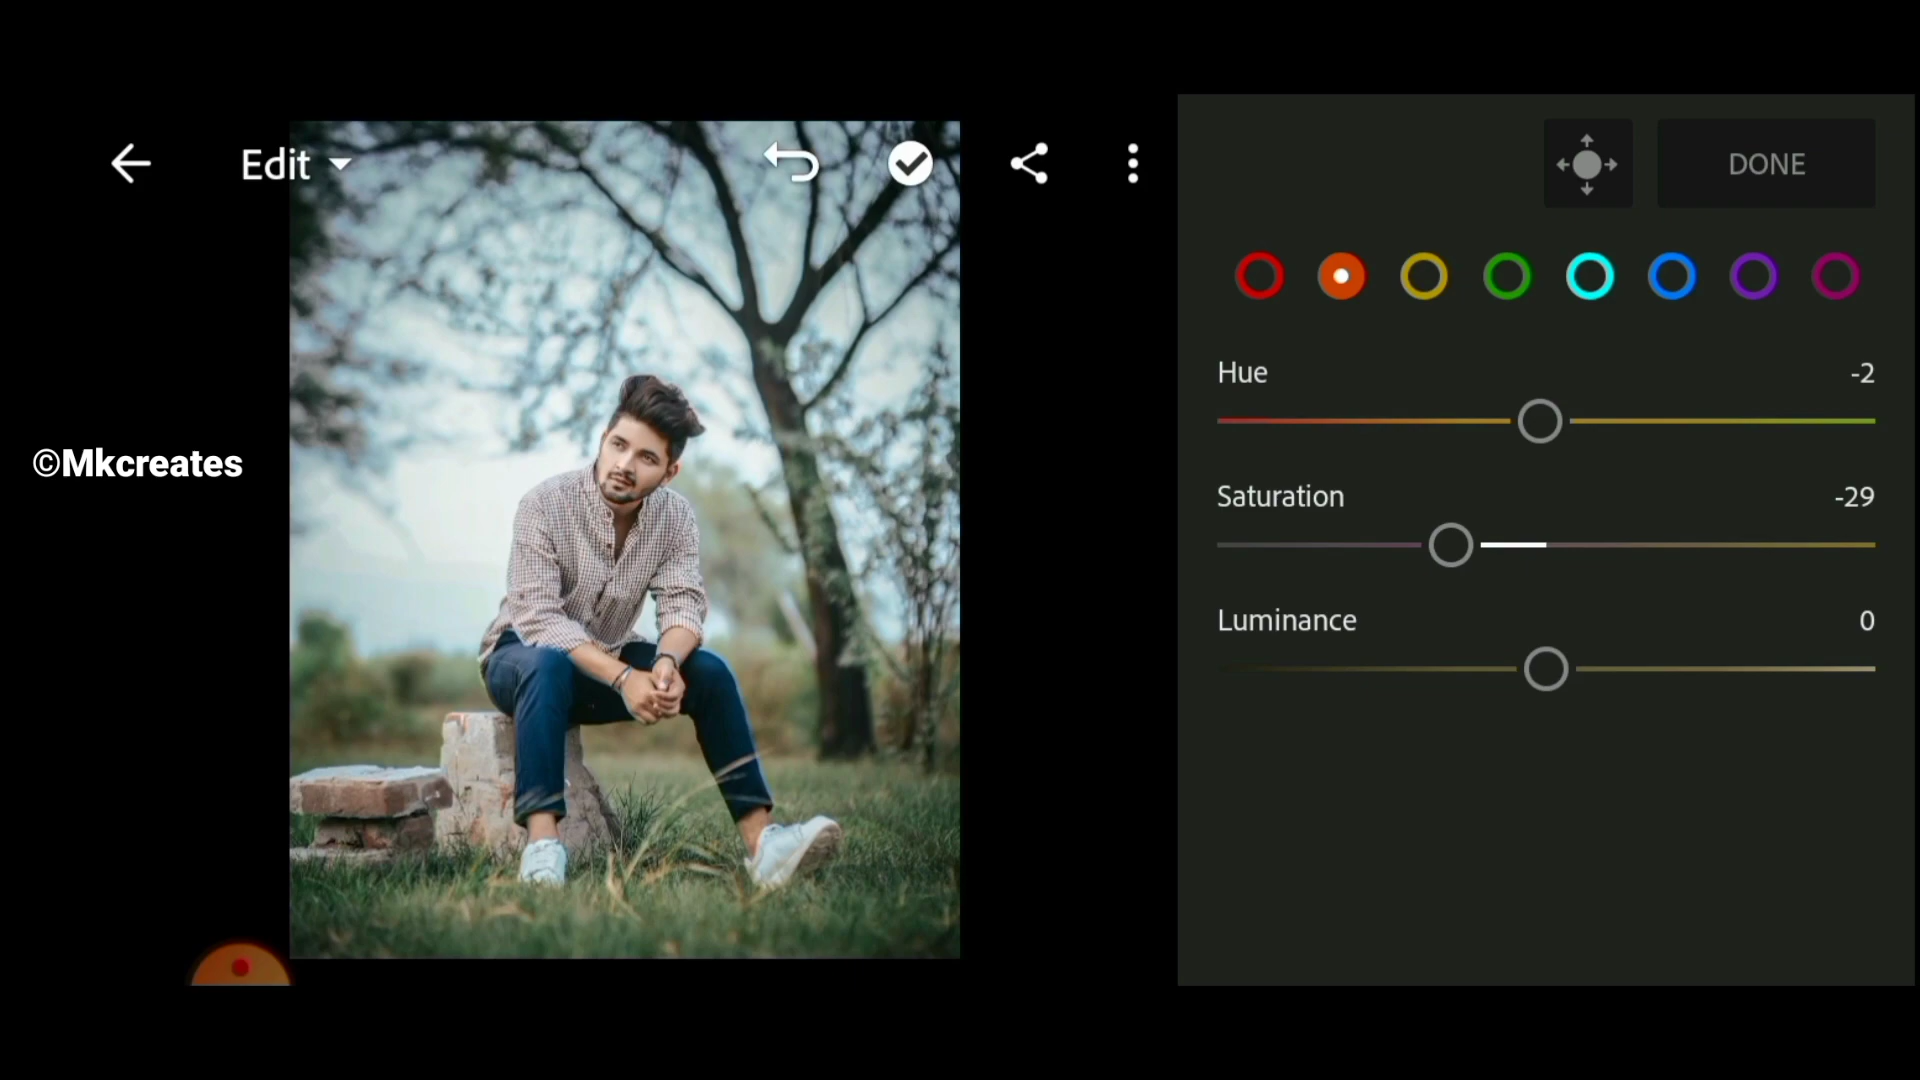 Edit
DONE
Hue -2
©Mkcreates
Saturation -29
Luminance 0